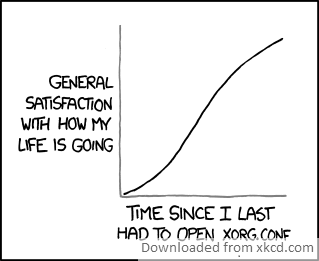 GENERAL
SATISFACTION
WITH HOW MY
LIFE IS GOING
TIME SINCE I LAST
HAD TO OPEN XORG.CONF
Downloaded from xkcd.com